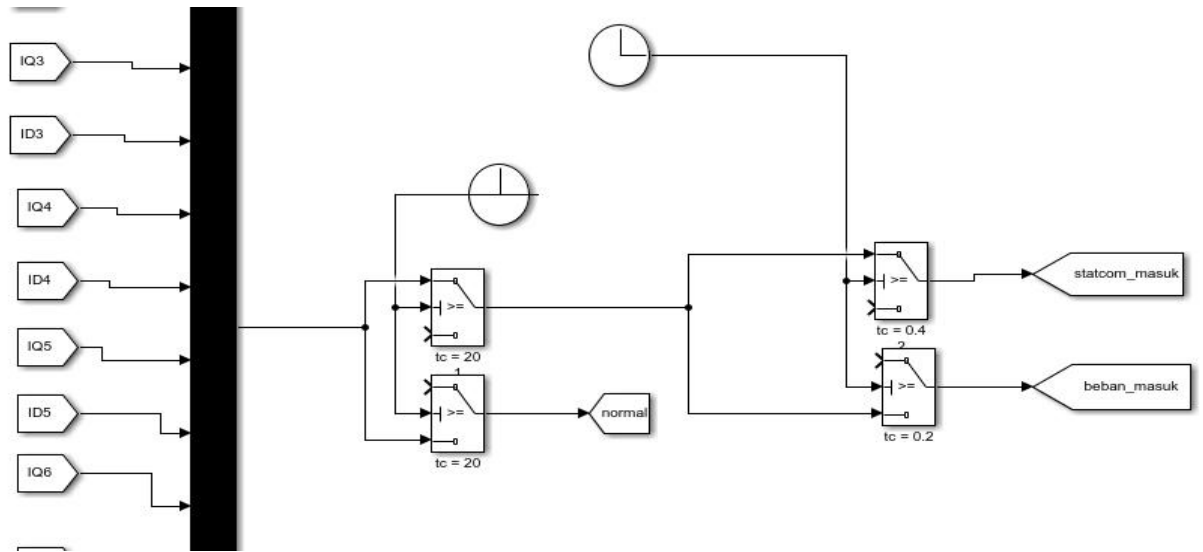 IQ3
ID3
IQ4
ID4
IQ5
ID5
IQ6
>=
tc = 20
1
>=
tc = 20
normal
>=
tc = 0.4
2
>=
tc = 0.2
statcom_masuk
beban_masuk